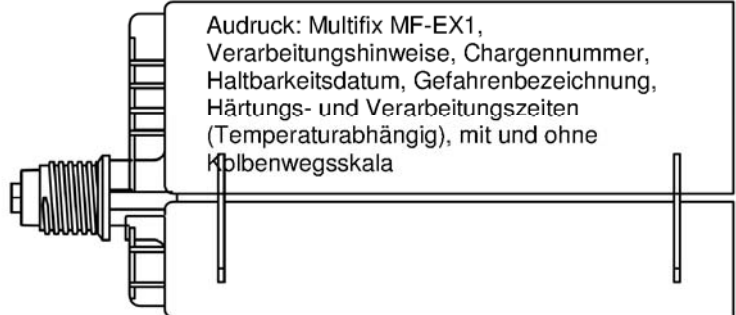 Audruck: Multifix MF-EX1,
Verarbeitungshinweise, Chargennummer,
Haltbarkeitsdatum, Gefahrenbezeichnung,
Härtungs- und Verarbeitungszeiten
(Temperaturabhängig), mit und ohne
Kolbenwegsskala